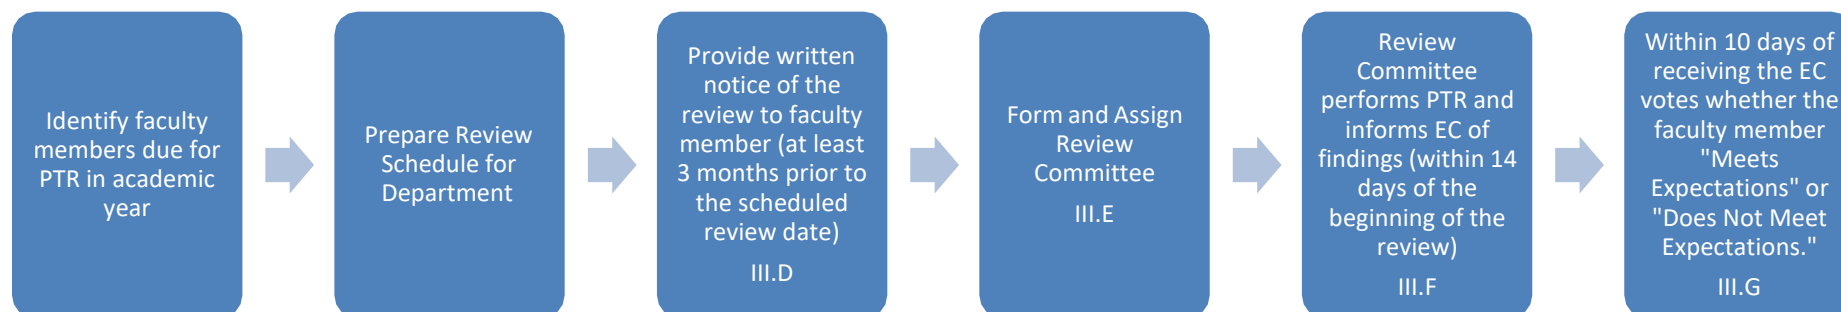 Identify faculty
members due for
PTR in academic
year
Prepare Review
Schedule for
Department
Provide written
notice of the
review to faculty
member (at least
3 months prior to
the scheduled
review date)
III.D
Form and Assign
Review
Committee
III.E
Review
Committee
performs PTR and
informs EC of
findings (within 14
days of the
beginning of the
review)
III.F
Within 10 days of
receiving the EC
votes whether the
faculty member
"Meets
Expectations" or
"Does Not Meet
Expectations."
III.G